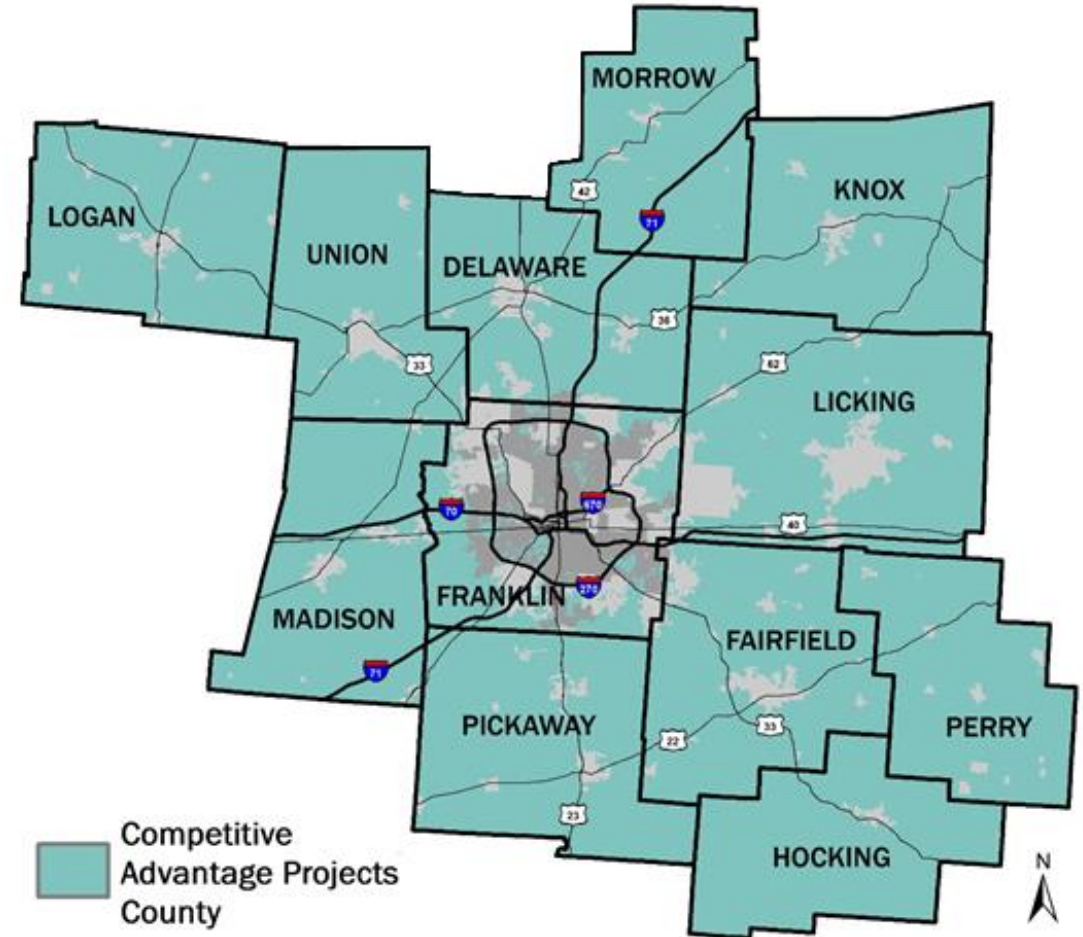 MORROW
KNOX
LOGAN
42
71
UNION
DELAWARE
36
33
62
LICKING
70
670
40
270
FRANKLIN
MADISON
FAIRFIELD
71
PICKAWAY
33
PERRY
22
23
HOCKING
N
Competitive
Advantage Projects
County